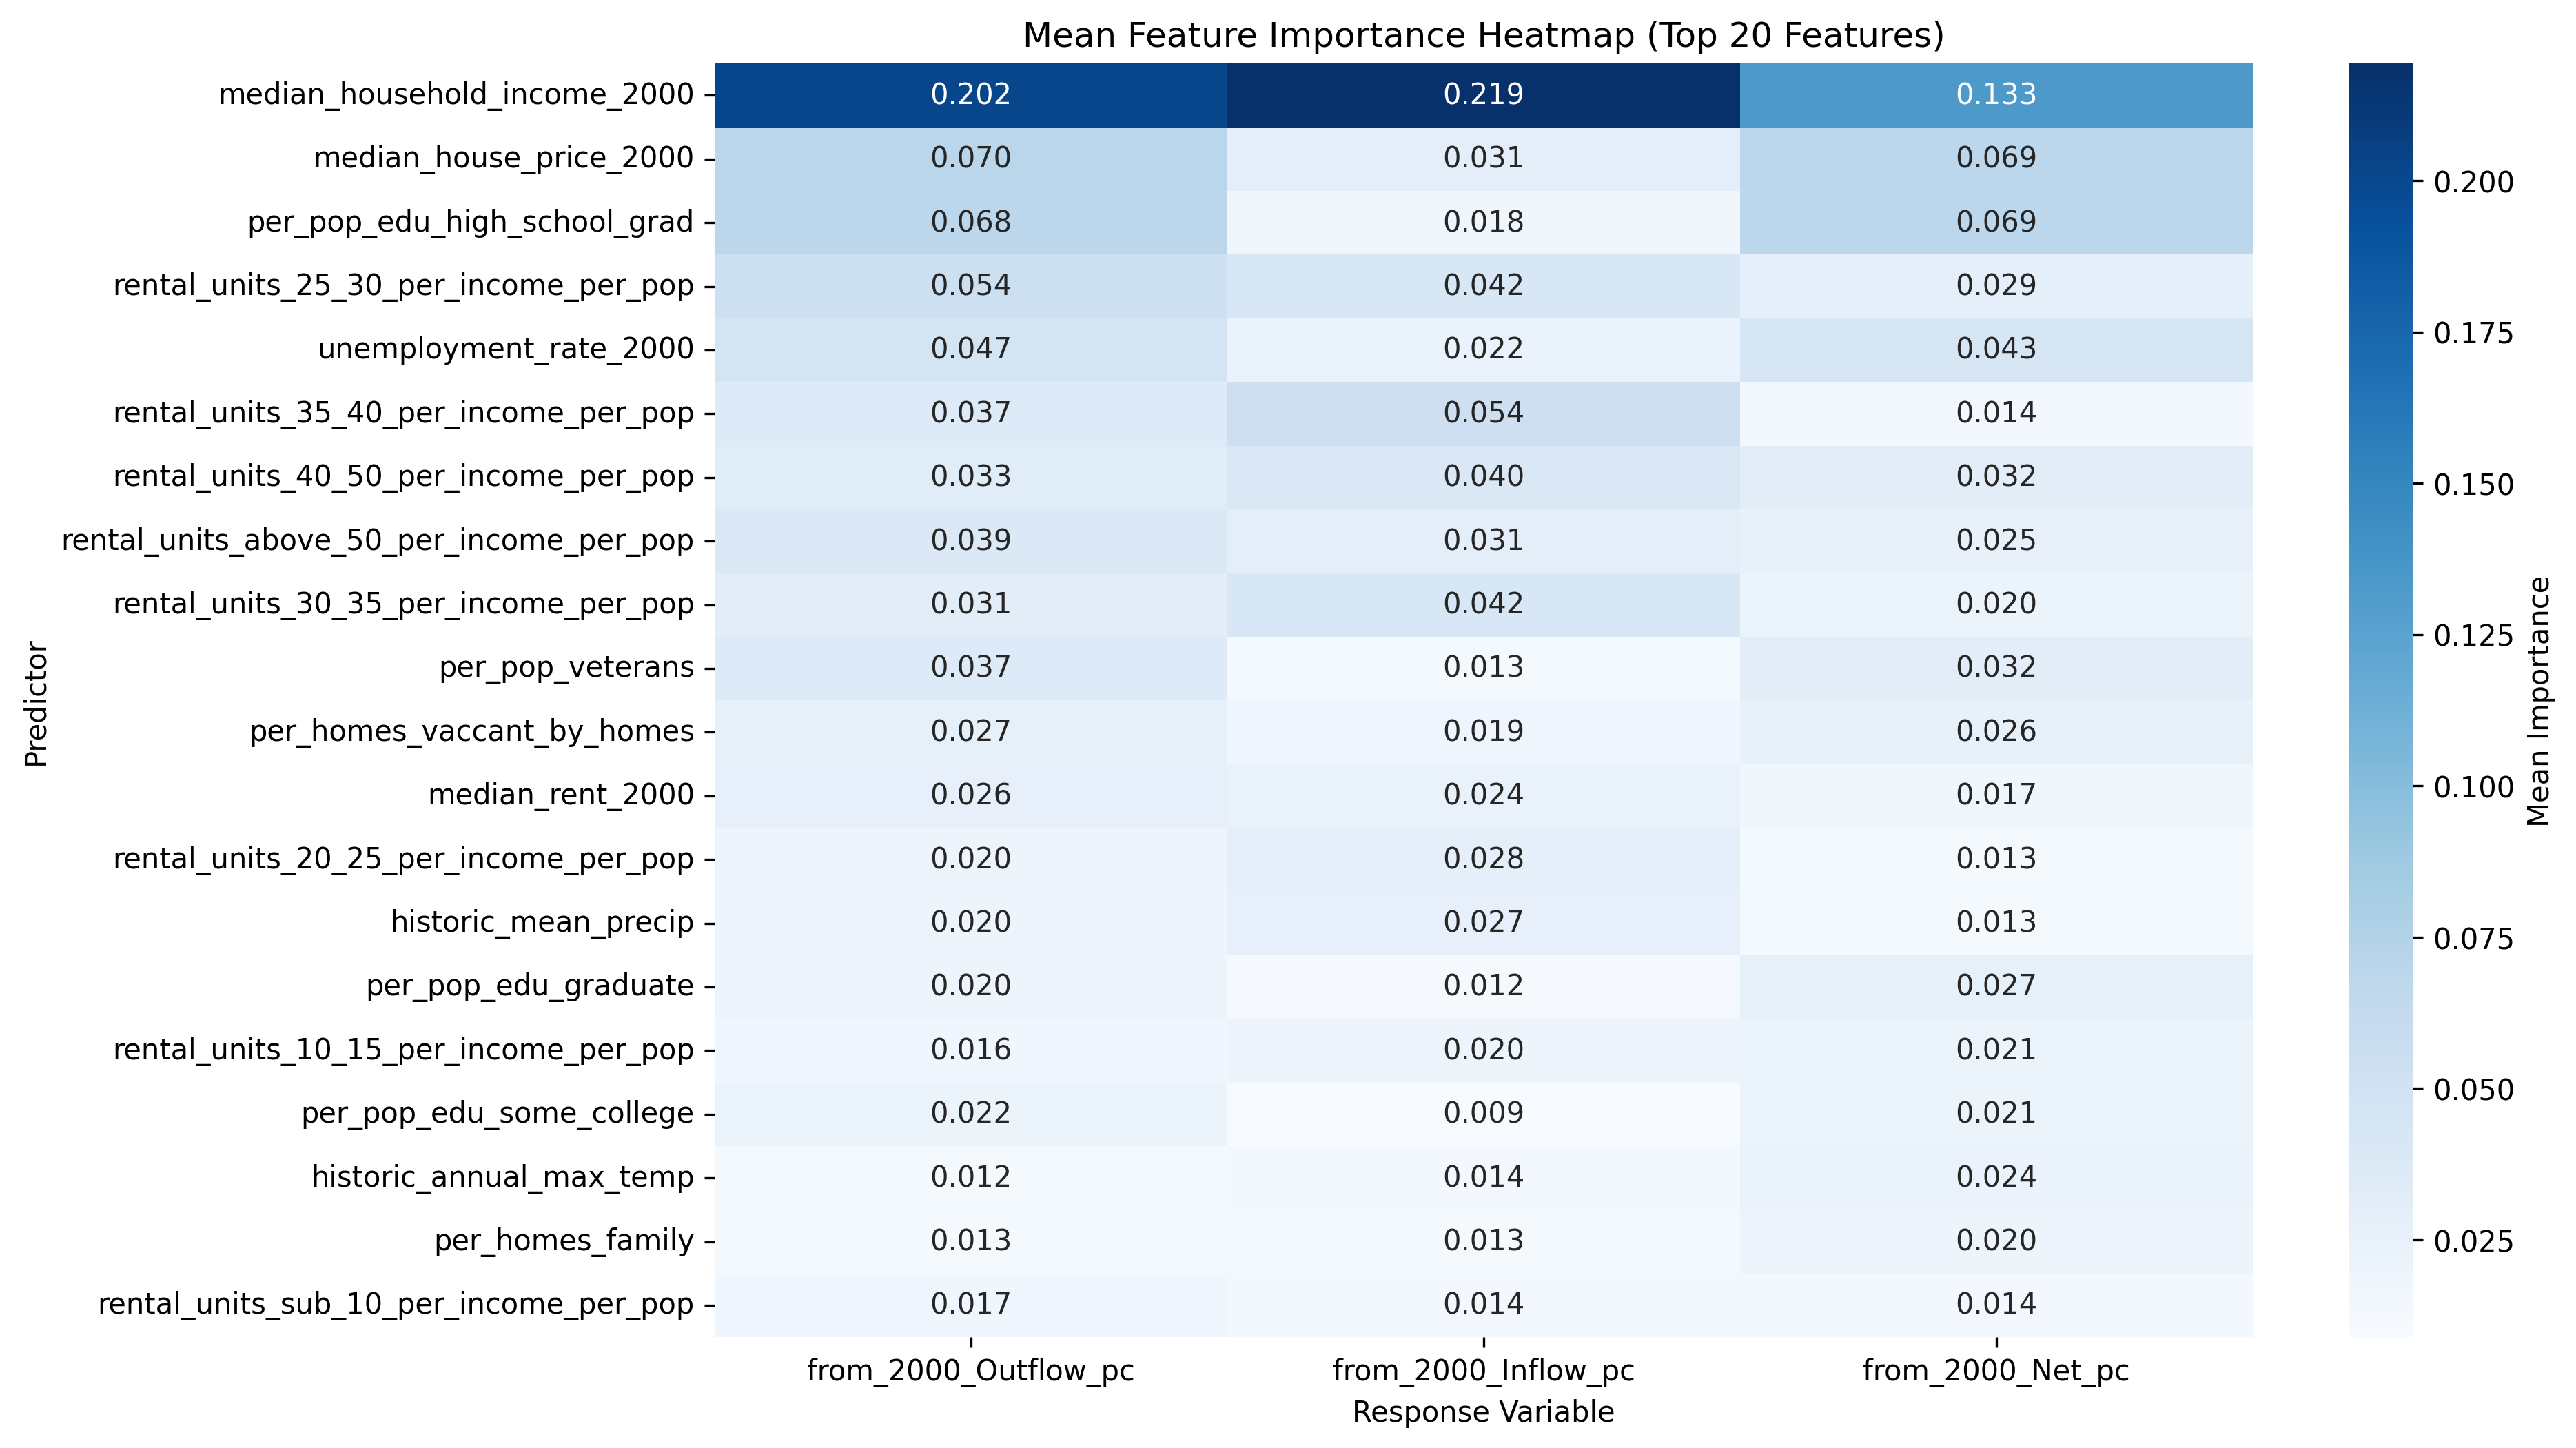 Mean Feature Importance Heatmap (Top 20 Features)
Predictor
median_household_income_2000 0.202 0.219 0.133
median_house_price_2000 0.070 0.031 0.069
per_pop_edu_high_school_grad 0.068 0.018 0.069
rental_units_25_30_per_income_per_pop 0.054 0.042 0.029
unemployment_rate_2000 0.047 0.022 0.043
rental_units_35_40_per_income_per_pop 0.037 0.054 0.014
rental_units_40_50_per_income_per_pop 0.033 0.040 0.032
rental_units_above_50_per_income_per_pop 0.039 0.031 0.025
rental_units_30_35_per_income_per_pop 0.031 0.042 0.020
per_pop_veterans 0.037 0.013 0.032
per_homes_vaccant_by_homes 0.027 0.019 0.026
median_rent_2000 0.026 0.024 0.017
rental_units_20_25_per_income_per_pop 0.020 0.028 0.013
historic_mean_precip 0.020 0.027 0.013
per_pop_edu_graduate 0.020 0.012 0.027
rental_units_10_15_per_income_per_pop 0.016 0.020 0.021
per_pop_edu_some_college 0.022 0.009 0.021
historic_annual_max_temp 0.012 0.014 0.024
per_homes_family 0.013 0.013 0.020
rental_units_sub_10_per_income_per_pop 0.017 0.014 0.014
from_2000_Outflow_pc from_2000_Inflow_pc from_2000_Net_pc
Response Variable
0.200
0.175
0.150
0.125
0.100
0.075
0.050
0.025
Mean Importance